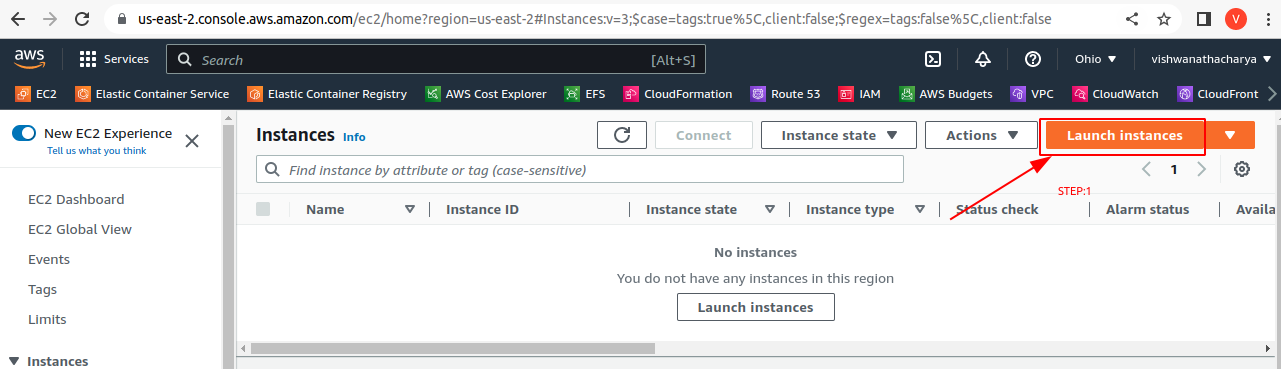 us-east-2.console.aws.amazon.com/ec2/home?region=us-east-2#Instances:v=3;$case=tags:true%5C,client:false;$regex=tags:false%5C,client:false
V
aws Services Search [Alt+S] Ohio vishwanathacharya
EC2 Elastic Container Service Elastic Container Registry AWS Cost Explorer EFS CloudFormation Route 53 IAM AWS Budgets VPC CloudWatch CloudFront
New EC2 Experience
Tell us what you think
EC2 Dashboard
EC2 Global View
Events
Tags
Limits
Instances
Instances Info Connect Instance state Actions Launch instances
Find instance by attribute or tag (case-sensitive) 1
STEP:1
Name Instance ID Instance state Instance type Status check Alarm status Availa
No instances
You do not have any instances in this region
Launch instances